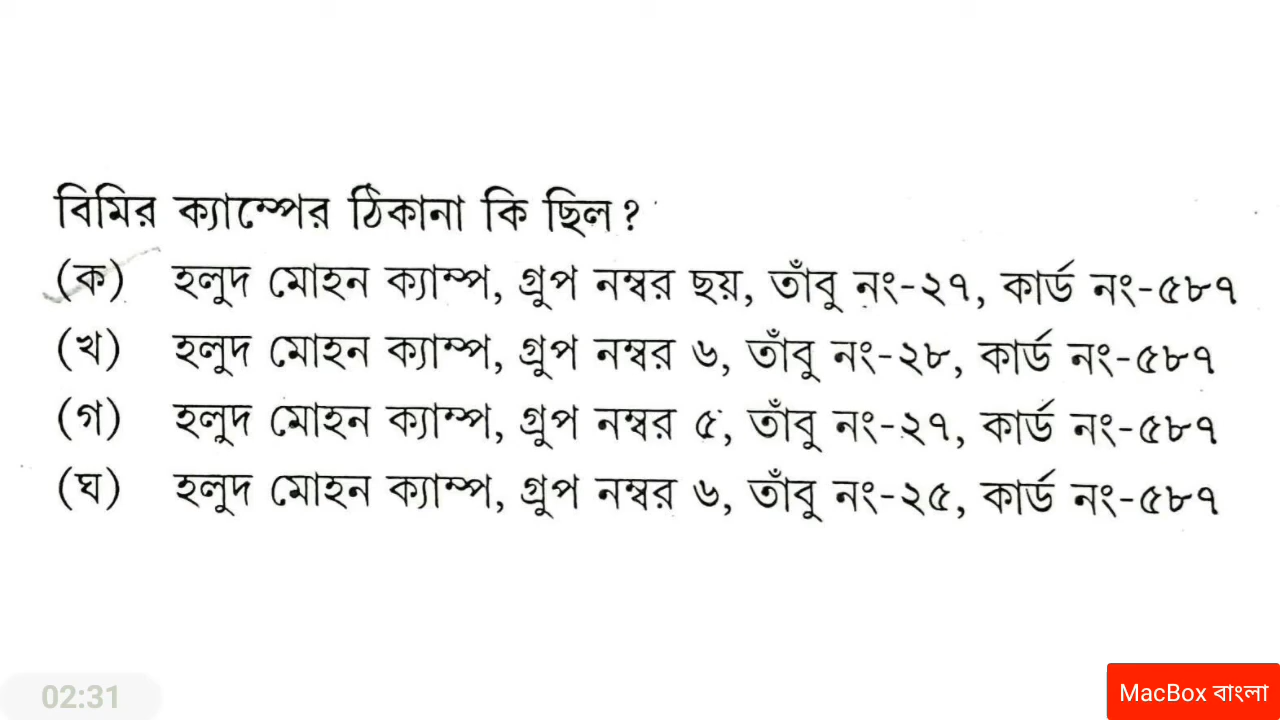 বিমির ক্যাম্পের ঠিকানা কি ছিল?
(ক) হলুদ মোহন ক্যাম্প, গ্রুপ নম্বর ছয়, তাঁবু নং-২৭, কার্ড নং-৫৮৭
(খ) হলুদ মোহন ক্যাম্প, গ্রুপ নম্বর ৬, তাঁবু নং-২৮, কার্ড নং-৫৮৭
(গ) হলুদ মোহন ক্যাম্প, গ্রুপ নম্বর ৫, তাঁবু নং-২৭, কার্ড নং-৫৮৭
(ঘ) হলুদ মোহন ক্যাম্প, গ্রুপ নম্বর ৬, তাঁবু নং-২৫, কার্ড নং-৫৮৭
02:31
MacBox বাংলা